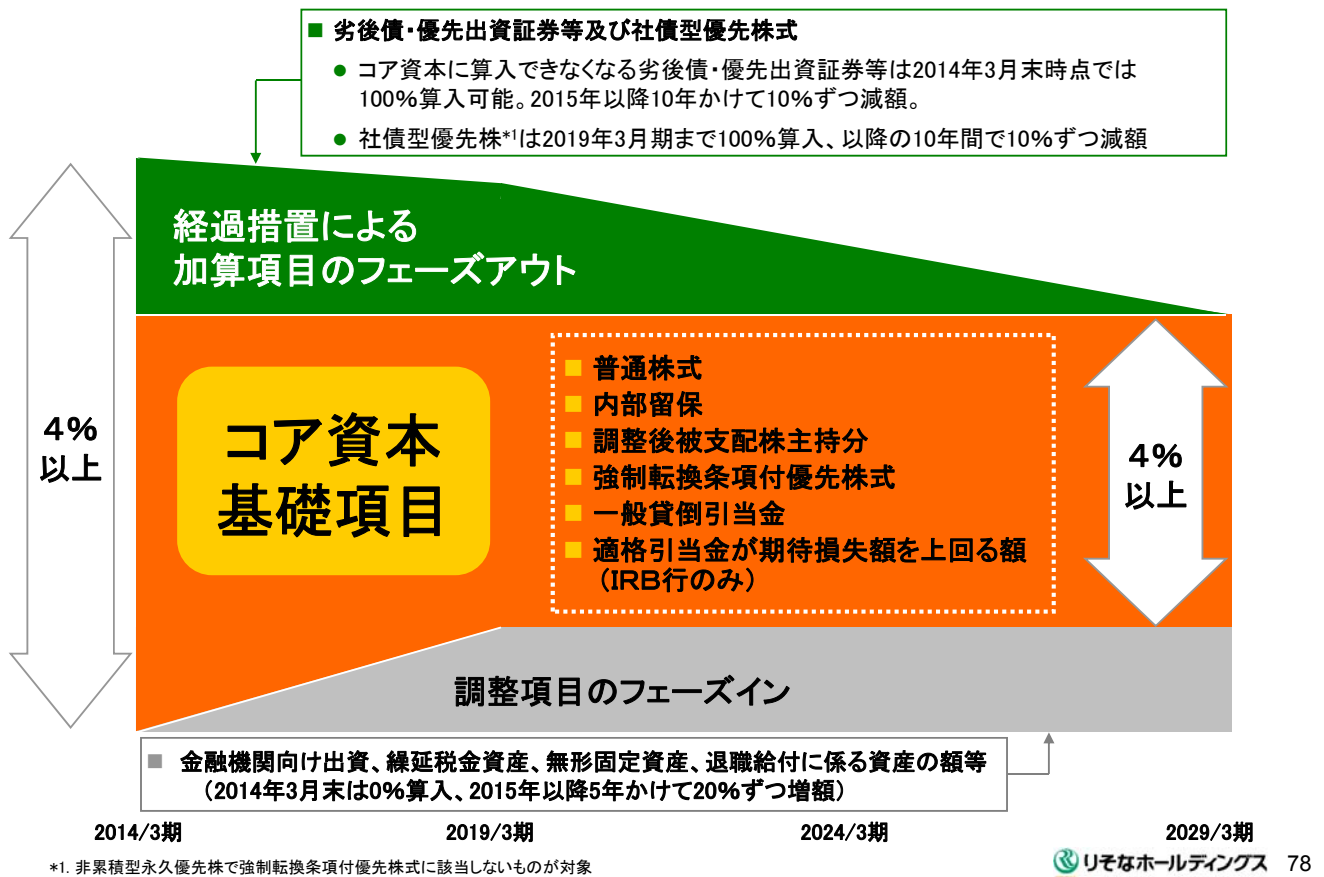 ■ 劣後債・優先出資証券等及び社債型優先株式
● コア資本に算入できなくなる劣後債・優先出資証券等は2014年3月末時点では
100%算入可能。2015年以降10年かけて10%ずつ減額。
● 社債型優先株*1は2019年3月期まで100%算入、以降の10年間で10%ずつ減額
経過措置による
加算項目のフェーズアウト
4%
以上
コア資本
基礎項目
■ 普通株式
■ 内部留保
■ 調整後被支配株主持分
■ 強制転換条項付優先株式
■ 一般貸倒引当金
■ 適格引当金が期待損失額を上回る額
(IRB行のみ)
4%
以上
調整項目のフェーズイン
■ 金融機関向け出資、繰延税金資産、無形固定資産、退職給付に係る資産の額等
(2014年3月末は0%算入、2015年以降5年かけて20%ずつ増額)
2014/3期 2019/3期 2024/3期 2029/3期
*1. 非累積型永久優先株で強制転換条項付優先株式に該当しないものが対象
りそなホールディングス 78